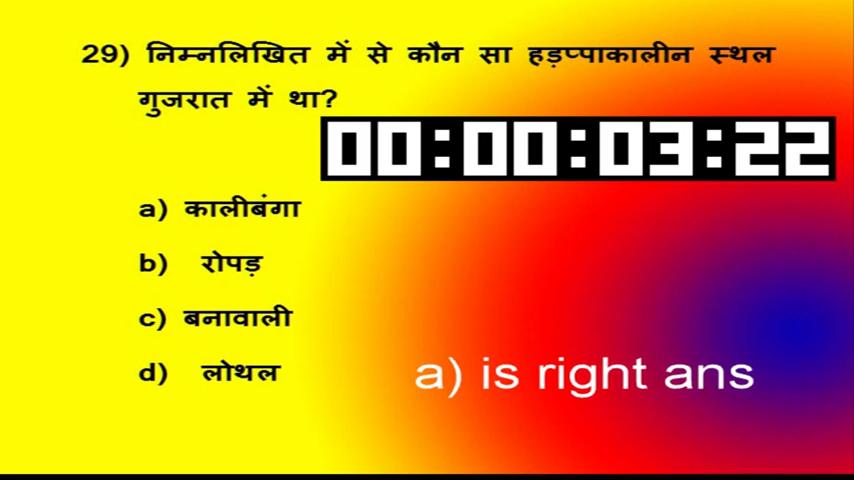 29) निम्नलिखित में से कौन सा हड़प्पाकालीन स्थल
गुजरात में था?
00:00:03:22
a) कालीबंगा
b) रोपड़
c) बनावाली
d) लोथल
a) is right ans